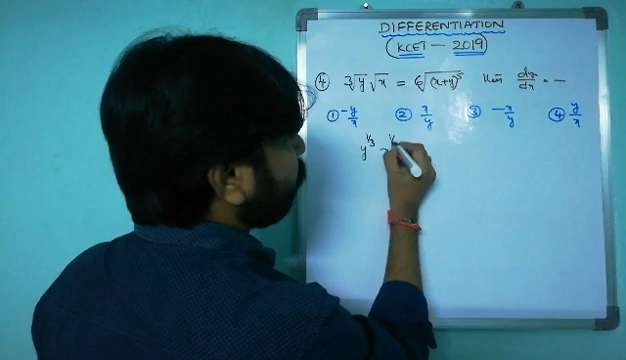 DIFFERENTIATION
(KCET - 2019)
④ ∛y √x = ⁶√(x+y)⁵ then dy/dx = —
① -y/x ② x/y ③ -x/y ④ y/x
y^1/3